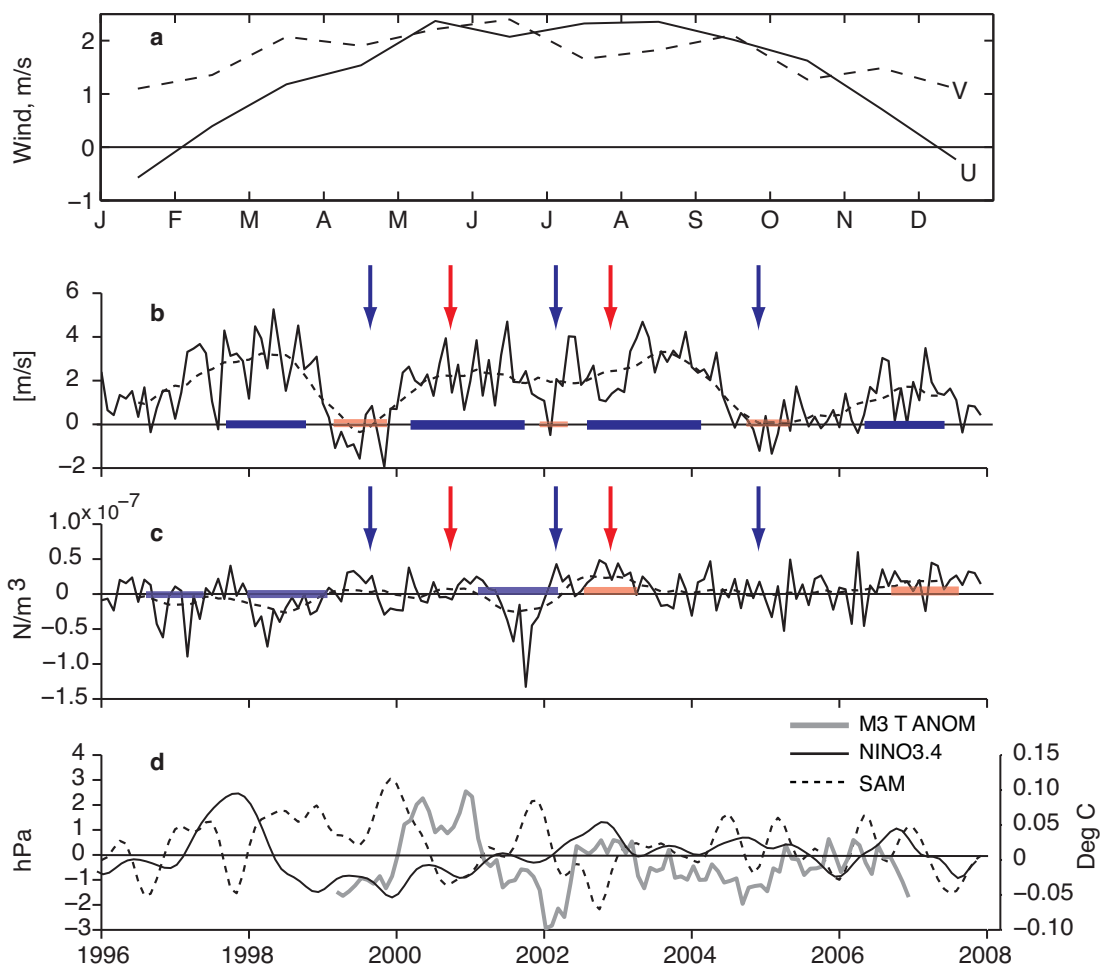 a
Wind, m/s
2
1
0
−1
V
U
J F M A M J J A S O N D
b
[m/s]
6
4
2
0
−2
c
N/m3
1.0x 10−7
0.5
0
−0.5
−1.0
−1.5
M3 T ANOM
NINO3.4
SAM
d
hPa
4
3
2
1
0
−1
−2
−3
0.15
0.10
0.05
0
−0.05
−0.10
Deg C
1996 1998 2000 2002 2004 2006 2008